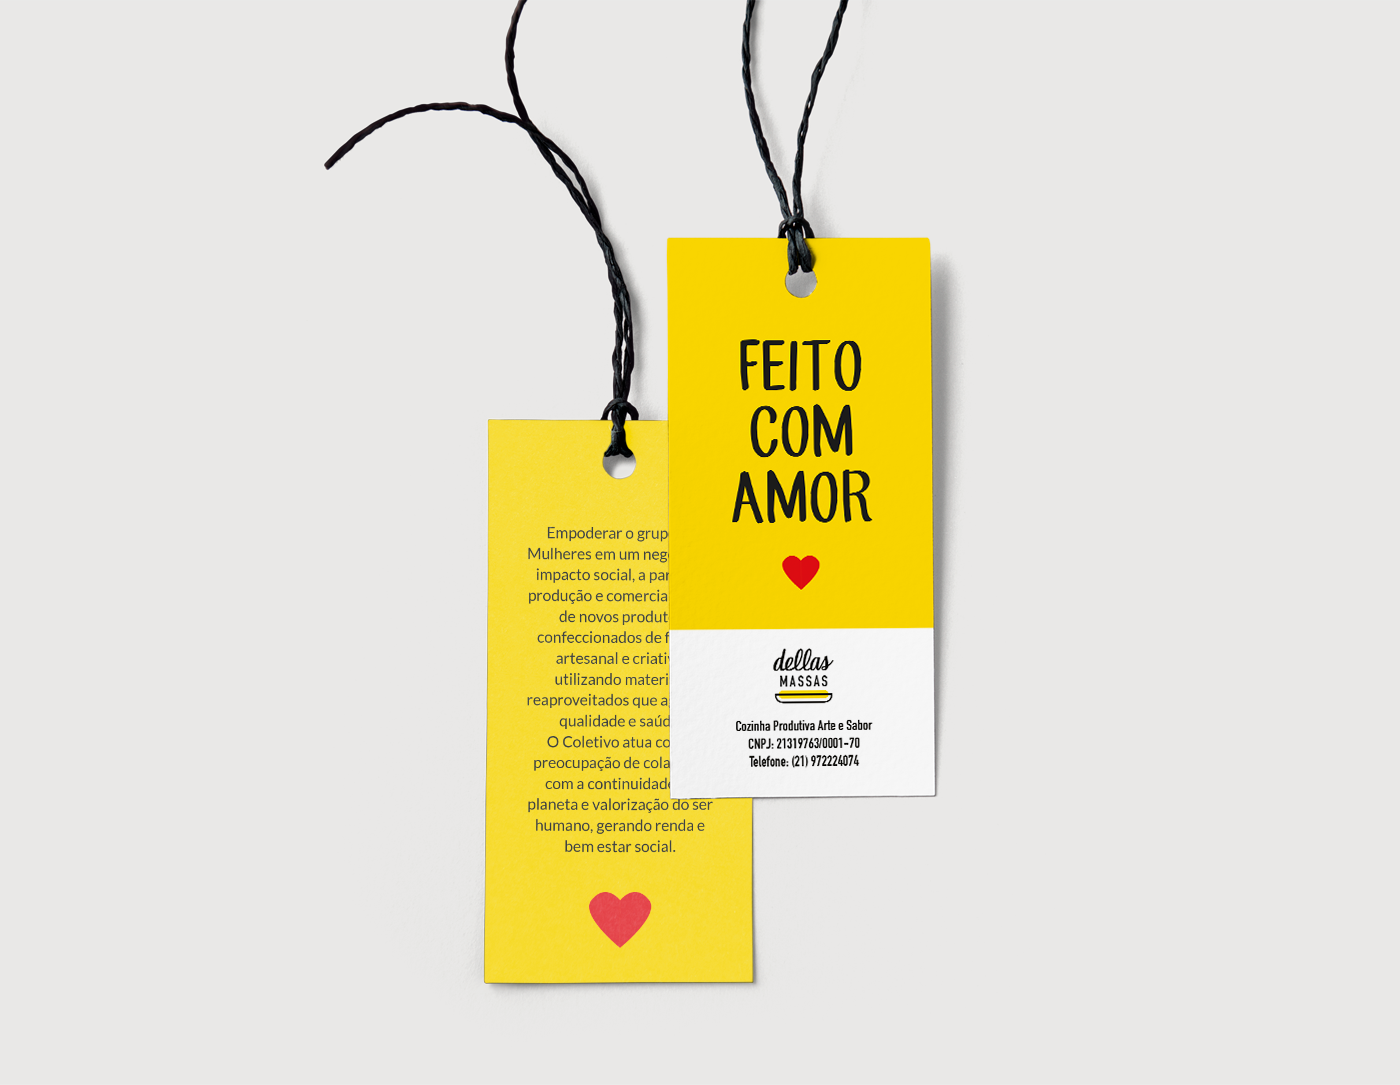 FEITO
COM
AMOR
dellas
MASSAS
Cozinha Produtiva Arte e Sabor
CNPJ: 21319763/0001-70
Telefone: (21) 972224074
Empoderar o grup
Mulheres em um neg
impacto social, a par
produção e comercia
de novos produt
confeccionados de f
artesanal e criati
utilizando materi
reaproveitados que a
qualidade e saúd
O Coletivo atua co
preocupação de cola
com a continuidade
planeta e valorização do ser
humano, gerando renda e
bem estar social.